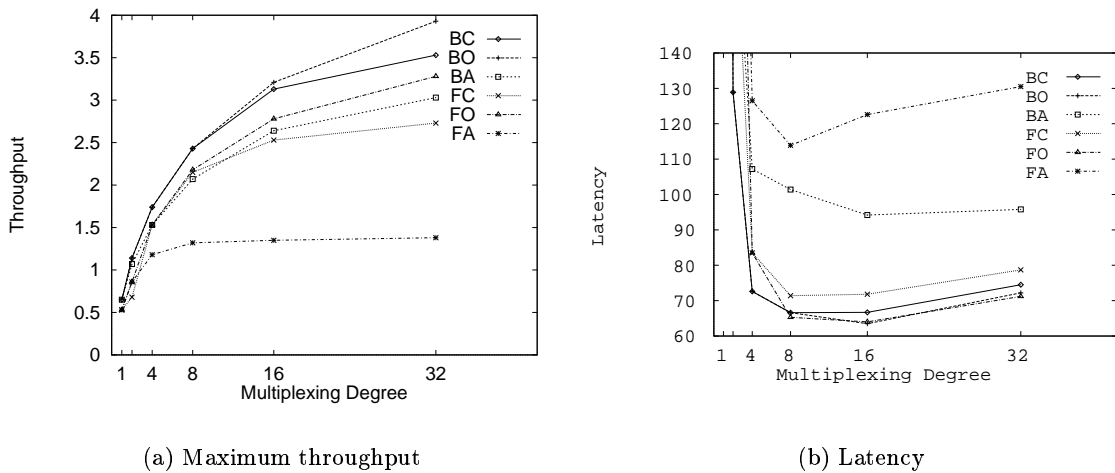 4
3.5
3
2.5
2
1.5
1
0.5
0
Throughput
BC
BO
BA
FC
FO
FA
1 4 8 16 32
Multiplexing Degree
(a) Maximum throughput
140
130
120
110
100
90
80
70
60
Latency
BC
BO
BA
FC
FO
FA
1 4 8 16 32
Multiplexing Degree
(b) Latency